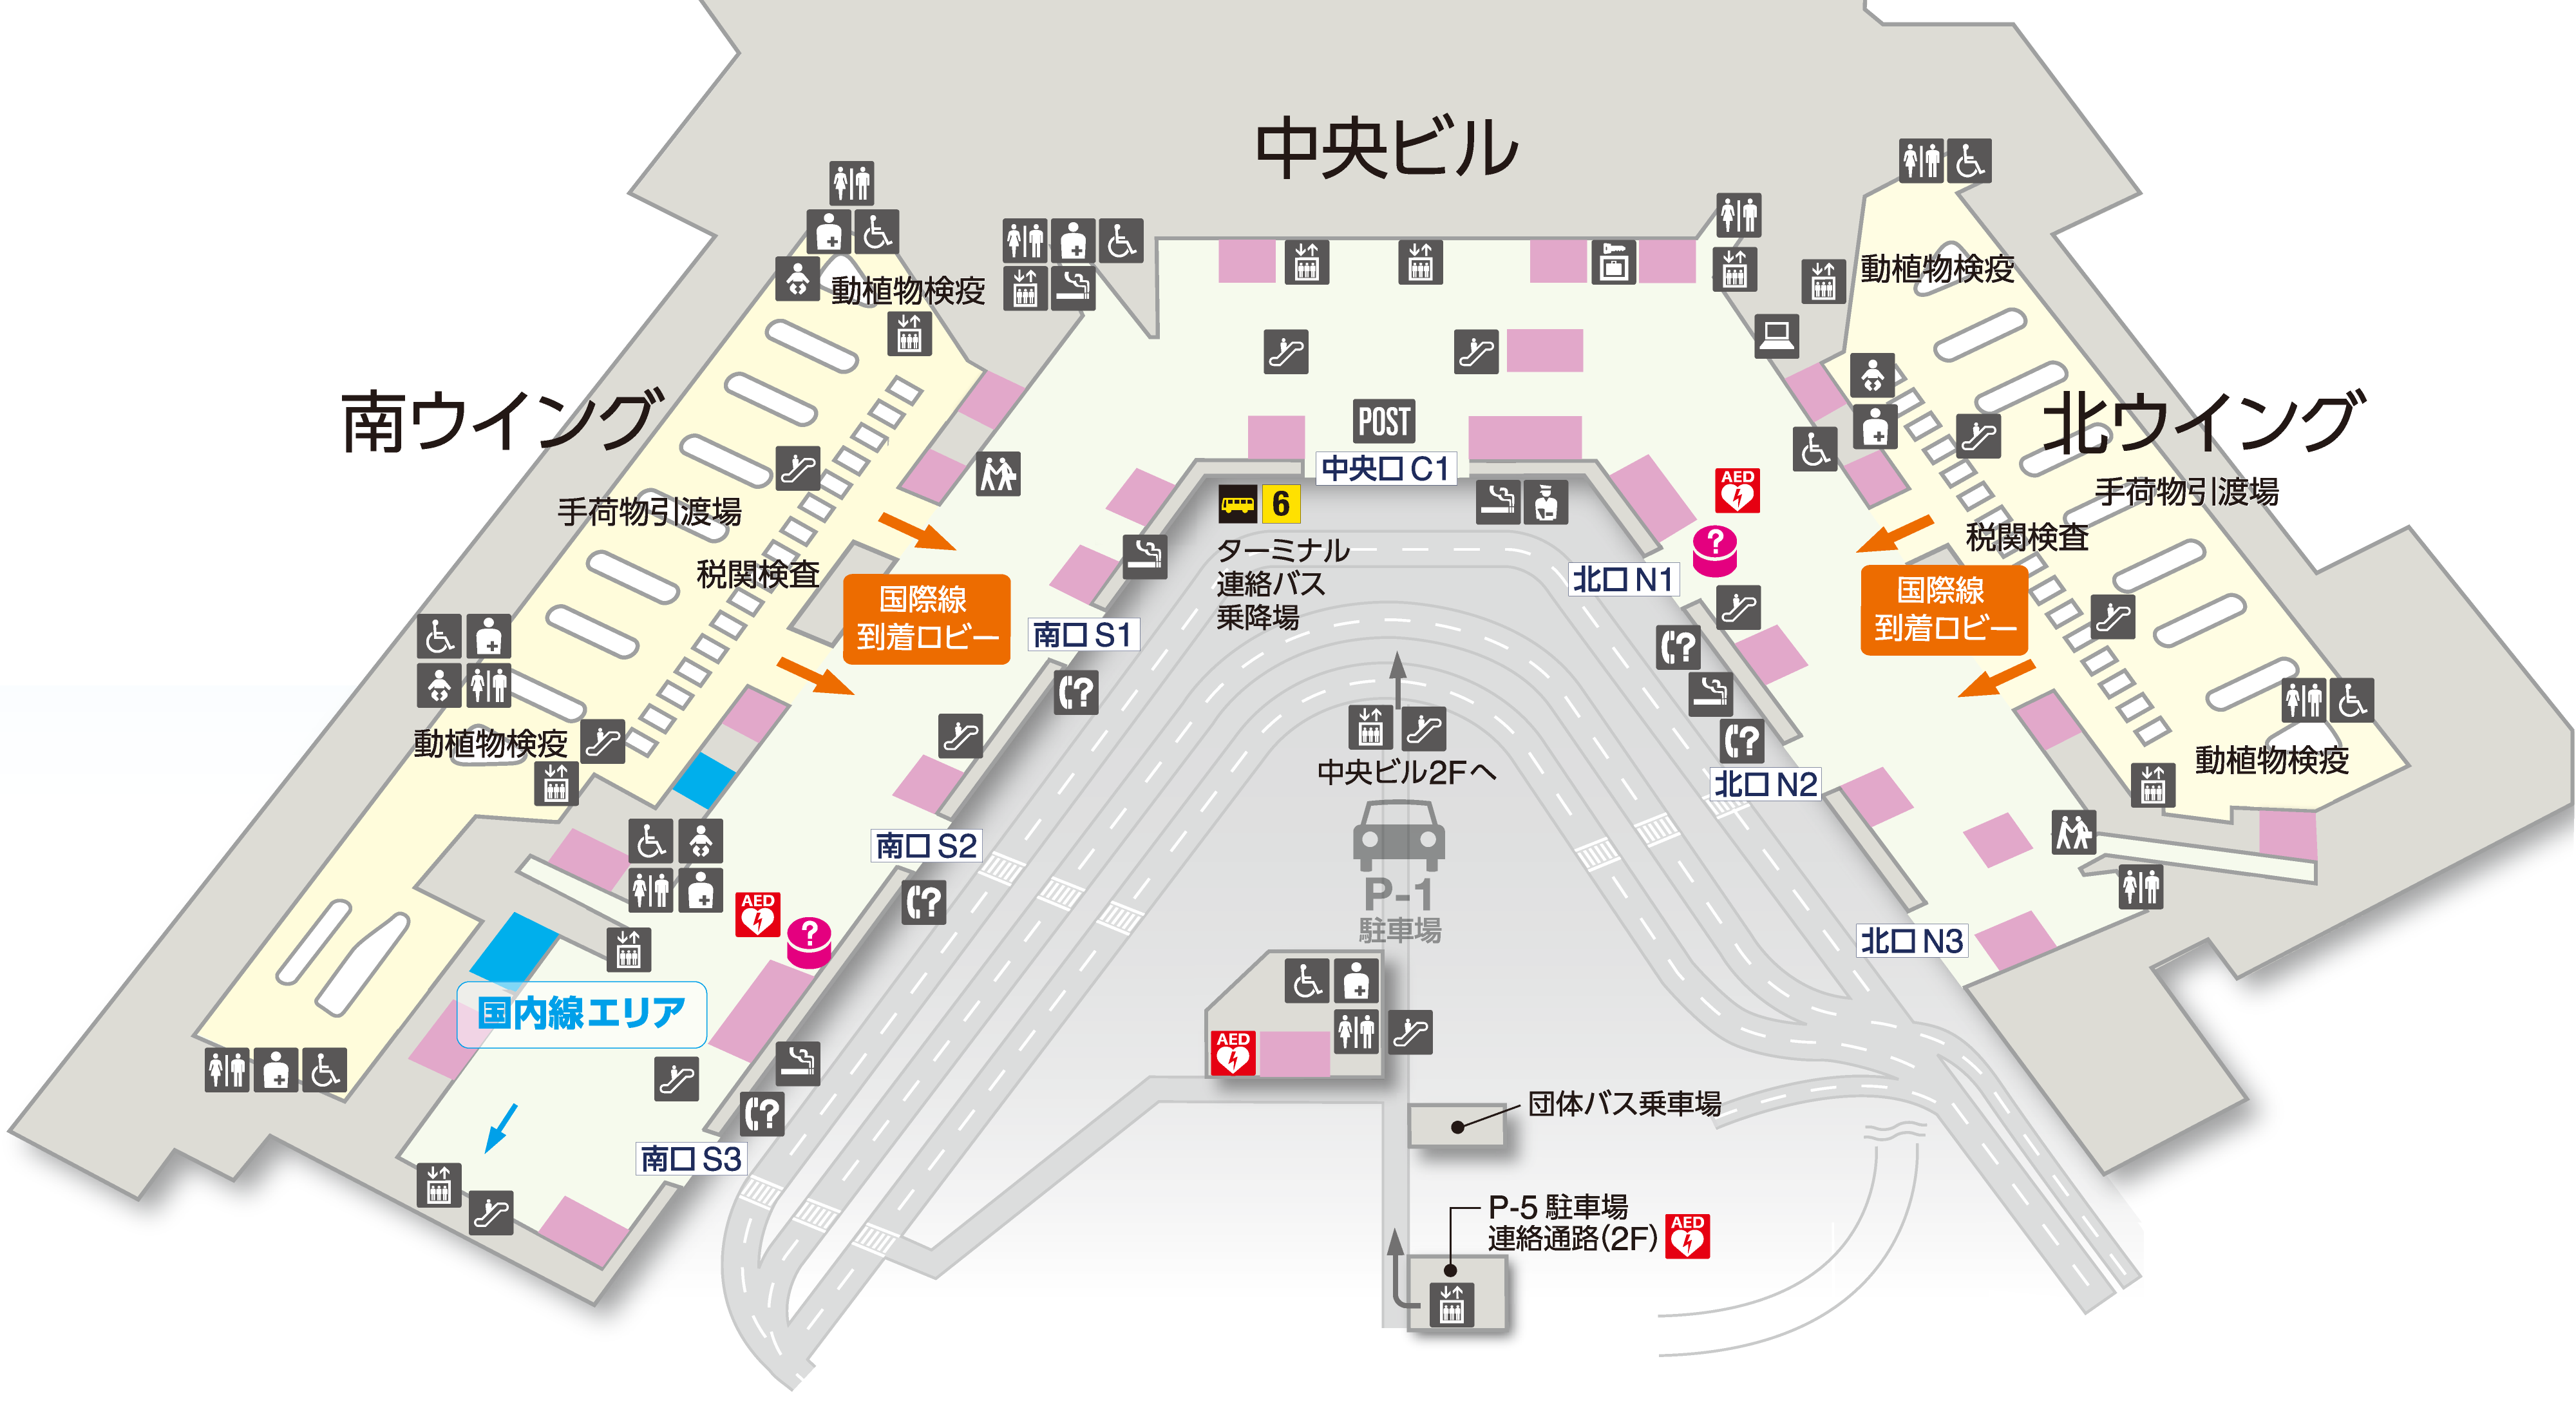 中央ビル
南ウイング
北ウイング
動植物検疫
動植物検疫
POST
中央口 C1
AED
?
手荷物引渡場
手荷物引渡場
6
ターミナル
連絡バス
乗降場
税関検査
税関検査
国際線
到着ロビー
国際線
到着ロビー
北口 N1
南口 S1
?
?
?
動植物検疫
動植物検疫
中央ビル2Fへ
北口 N2
南口 S2
P-1
駐車場
?
AED
?
北口 N3
国内線エリア
AED
?
団体バス乗車場
南口 S3
P-5 駐車場
連絡通路(2F)
AED